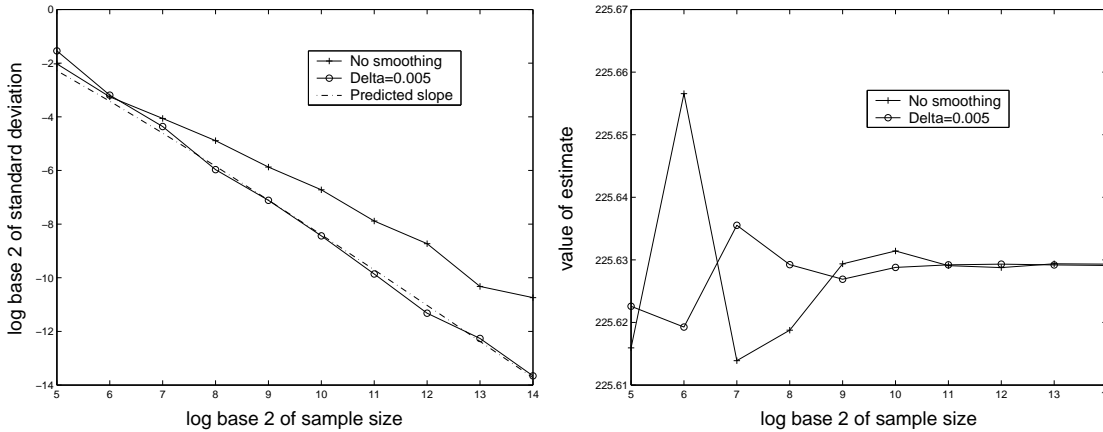 0
−2
−4
−6
−8
−10
−12
−14
5 6 7 8 9 10 11 12 13 14
log base 2 of sample size
log base 2 of standard deviation
No smoothing
Delta=0.005
Predicted slope
225.67
225.66
225.65
225.64
225.63
225.62
225.61
5 6 7 8 9 10 11 12 13 14
log base 2 of sample size
value of estimate
No smoothing
Delta=0.005